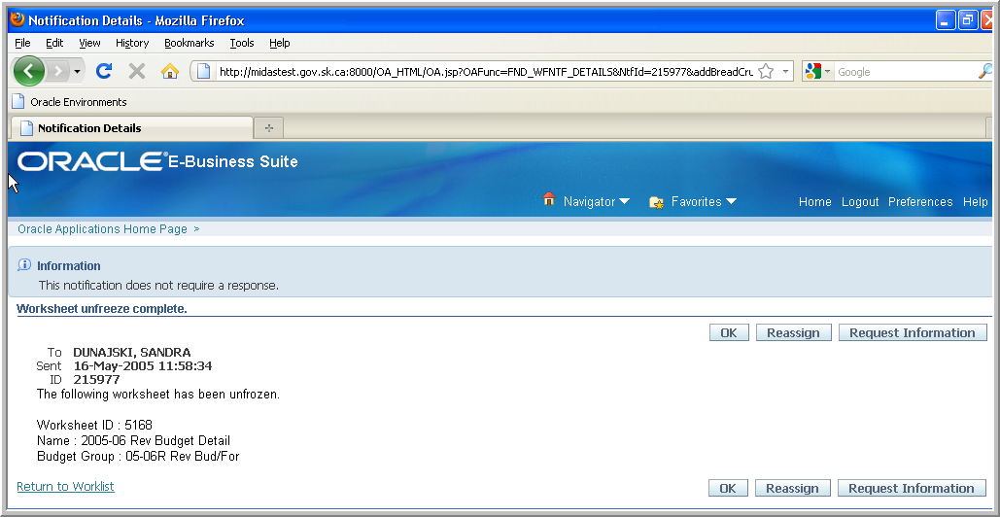 Notification Details - Mozilla Firefox
File Edit View History Bookmarks Tools Help
http://midastest.gov.sk.ca:8000/OA_HTML/OA.jsp?OAFunc=FND_WFNTF_DETAILS&NtfId=215977&addBreadCru Google
Oracle Environments
Notification Details
ORACLE® E-Business Suite
Navigator Favorites Home Logout Preferences Help
Oracle Applications Home Page >
Information
This notification does not require a response.
Worksheet unfreeze complete.
OK Reassign Request Information
To DUNAJSKI, SANDRA
Sent 16-May-2005 11:58:34
ID 215977
The following worksheet has been unfrozen.
Worksheet ID : 5168
Name : 2005-06 Rev Budget Detail
Budget Group : 05-06R Rev Bud/For
Return to Worklist OK Reassign Request Information